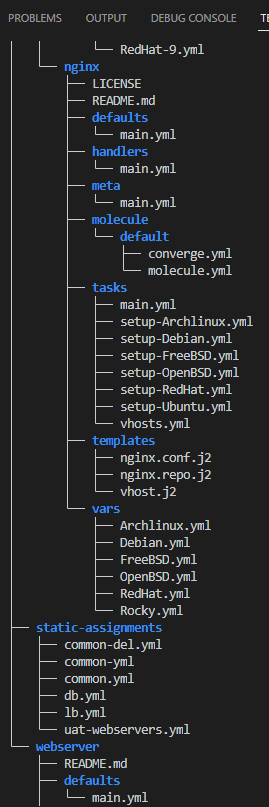 PROBLEMS OUTPUT DEBUG CONSOLE
RedHat-9.yml
nginx
LICENSE
README.md
defaults
main.yml
handlers
main.yml
meta
main.yml
molecule
default
converge.yml
molecule.yml
tasks
main.yml
setup-Archlinux.yml
setup-Debian.yml
setup-FreeBSD.yml
setup-OpenBSD.yml
setup-RedHat.yml
setup-Ubuntu.yml
vhosts.yml
templates
nginx.conf.j2
nginx.repo.j2
vhost.j2
vars
Archlinux.yml
Debian.yml
FreeBSD.yml
OpenBSD.yml
RedHat.yml
Rocky.yml
static-assignments
common-del.yml
common-yml
common.yml
db.yml
lb.yml
uat-webservers.yml
webserver
README.md
defaults
main.yml